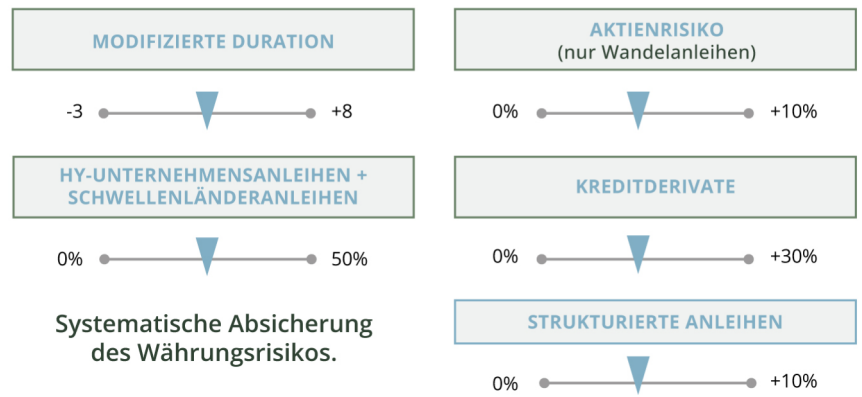 MODIFIZIERTE DURATION
-3
+8
HY-UNTERNEHMENSANLEIHEN +
SCHWELLENLÄNDERANLEIHEN
0%
50%
Systematische Absicherung
des Währungsrisikos.
AKTIENRISIKO
(nur Wandelanleihen)
0%
+10%
KREDITDERIVATE
0%
+30%
STRUKTURIERTE ANLEIHEN
0%
+10%